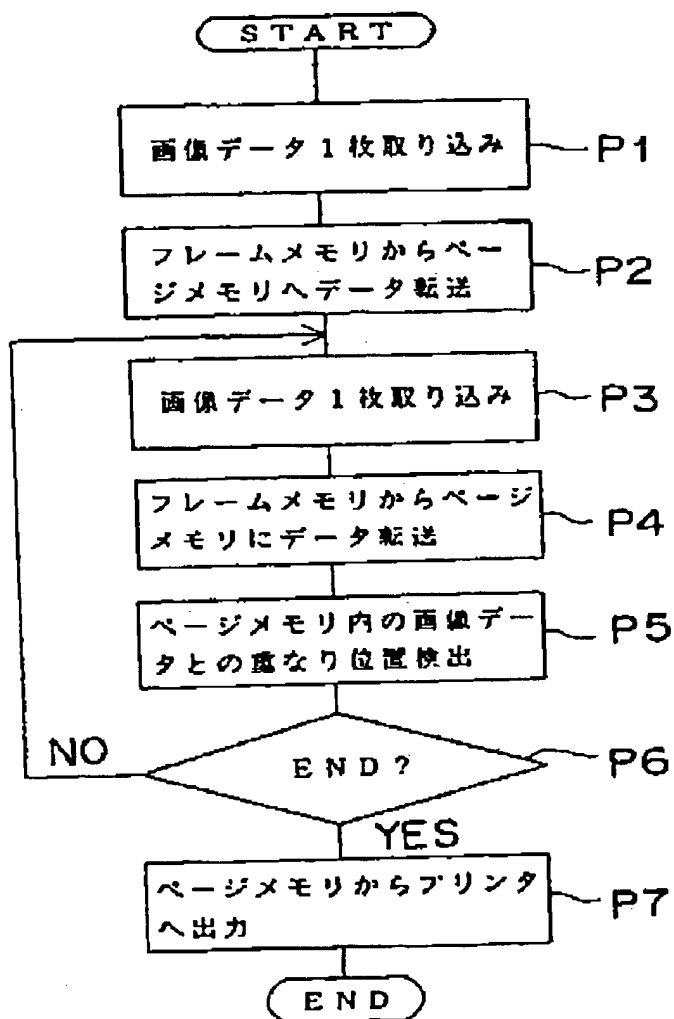 START
画像データ1枚取り込み
P1
フレームメモリからペー
ジメモリへデータ転送
P2
画像データ1枚取り込み
P3
フレームメモリからページ
メモリにデータ転送
P4
ページメモリ内の画像デー
タとの重なり位置検出
P5
NO
END?
P6
YES
ページメモリからプリンタ
へ出力
P7
END